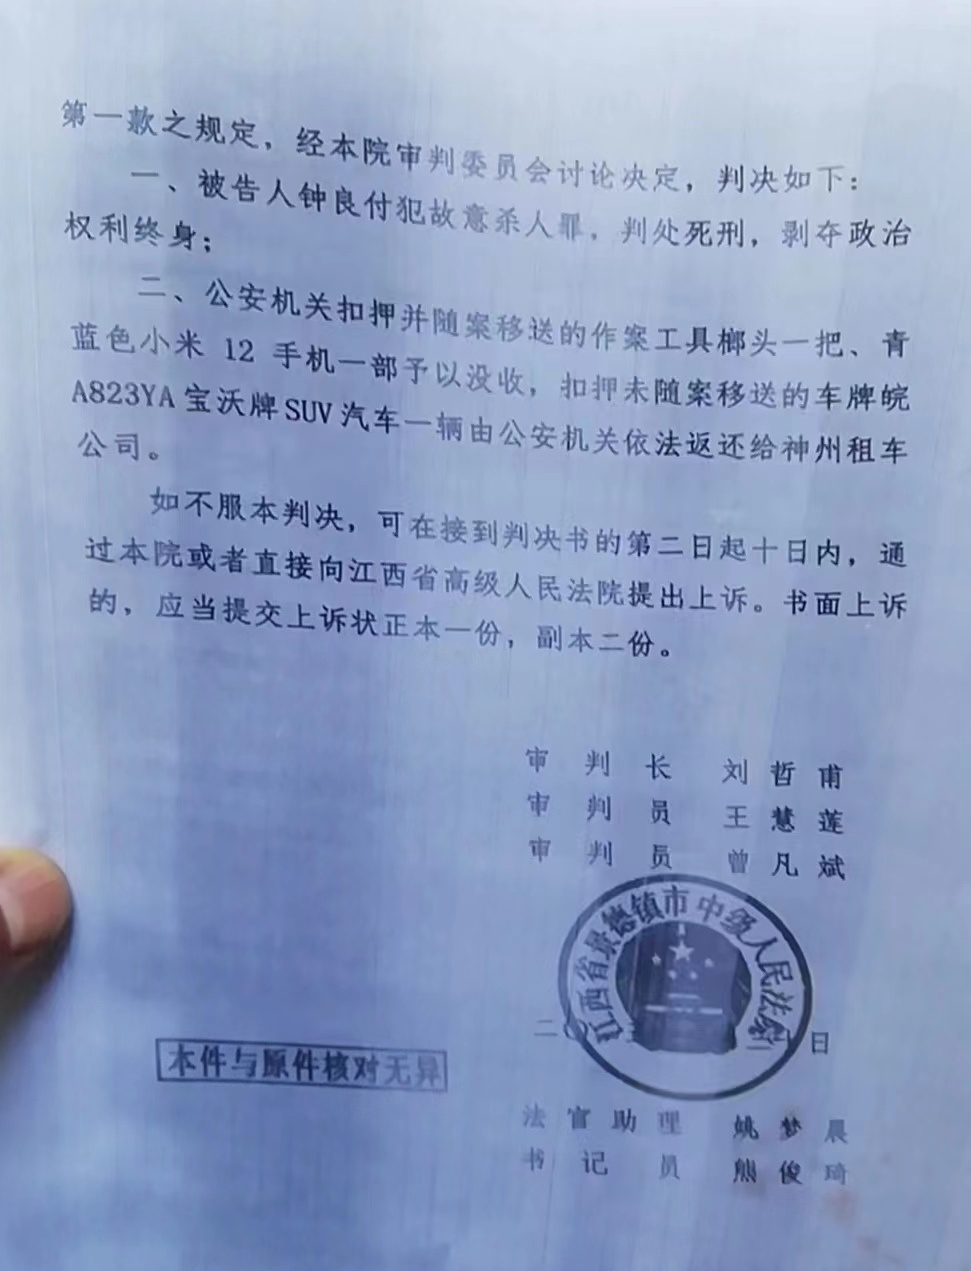 第一款之规定，经本院审判委员会讨论决定，判决如下：
一、被告人钟良付犯故意杀人罪，判处死刑，剥夺政治
权利终身；
二、公安机关扣押并随案移送的作案工具榔头一把、青
蓝色小米 12 手机一部予以没收，扣押未随案移送的车牌皖
A823YA 宝沃牌 SUV 汽车一辆由公安机关依法返还给神州租车
公司。
如不服本判决，可在接到判决书的第二日起十日内，通
过本院或者直接向江西省高级人民法院提出上诉。书面上诉
的，应当提交上诉状正本一份，副本二份。
审判长 刘哲甫
审判员 王慧莲
审判员 曾凡斌
江西省景德镇市中级人民法院
二 日
本件与原件核对无异
法官助理 姚梦晨
书记员 熊俊琦